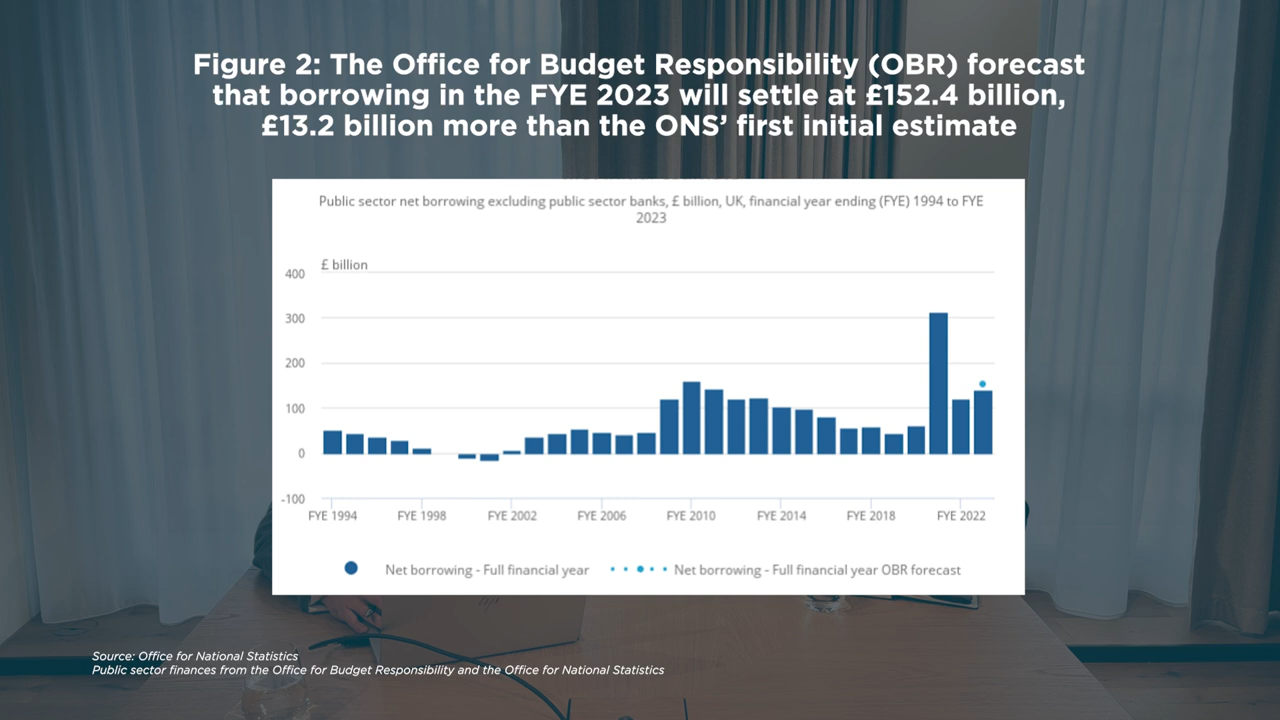 Figure 2: The Office for Budget Responsibility (OBR) forecast
that borrowing in the FYE 2023 will settle at £152.4 billion,
£13.2 billion more than the ONS’ first initial estimate
Public sector net borrowing excluding public sector banks, £ billion, UK, financial year ending (FYE) 1994 to FYE
2023
£ billion
400
300
200
100
0
-100
FYE 1994 FYE 1998 FYE 2002 FYE 2006 FYE 2010 FYE 2014 FYE 2018 FYE 2022
Net borrowing - Full financial year Net borrowing - Full financial year OBR forecast
Source: Office for National Statistics
Public sector finances from the Office for Budget Responsibility and the Office for National Statistics